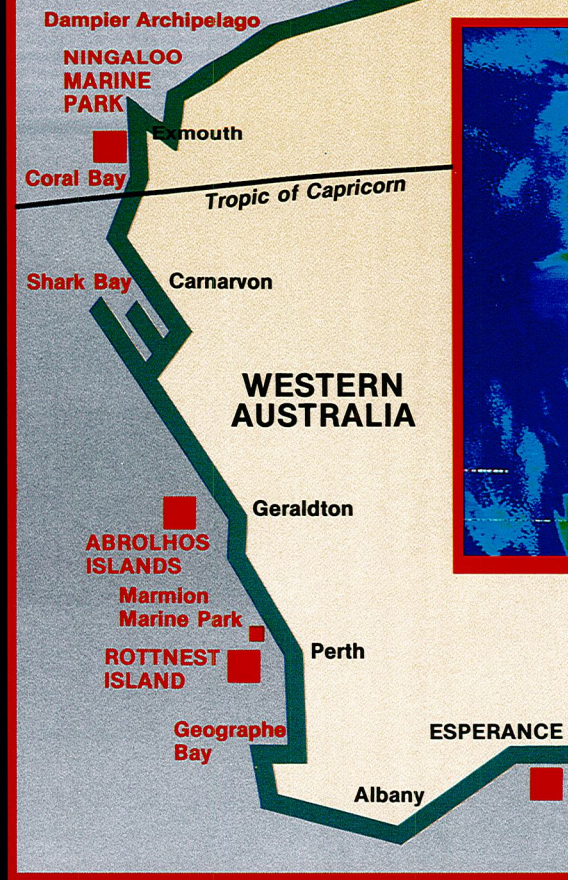 Dampier Archipelago
NINGALOO
MARINE
PARK
Exmouth
Coral Bay
Tropic of Capricorn
Shark Bay
Carnarvon
WESTERN
AUSTRALIA
Geraldton
ABROLHOS
ISLANDS
Marmion
Marine Park
Perth
ROTTNEST
ISLAND
Geographe
Bay
ESPERANCE
Albany